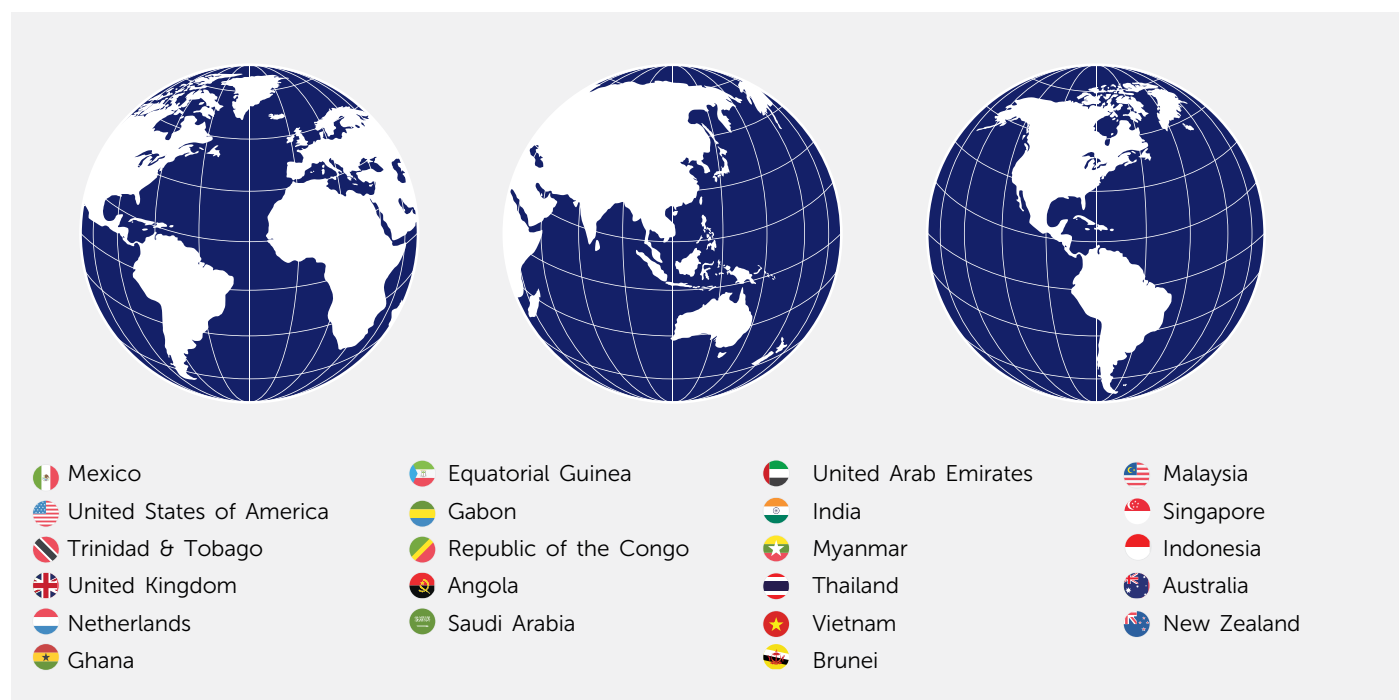 Mexico
United States of America
Trinidad & Tobago
United Kingdom
Netherlands
Ghana
Equatorial Guinea
Gabon
Republic of the Congo
Angola
Saudi Arabia
United Arab Emirates
India
Myanmar
Thailand
Vietnam
Brunei
Malaysia
Singapore
Indonesia
Australia
New Zealand